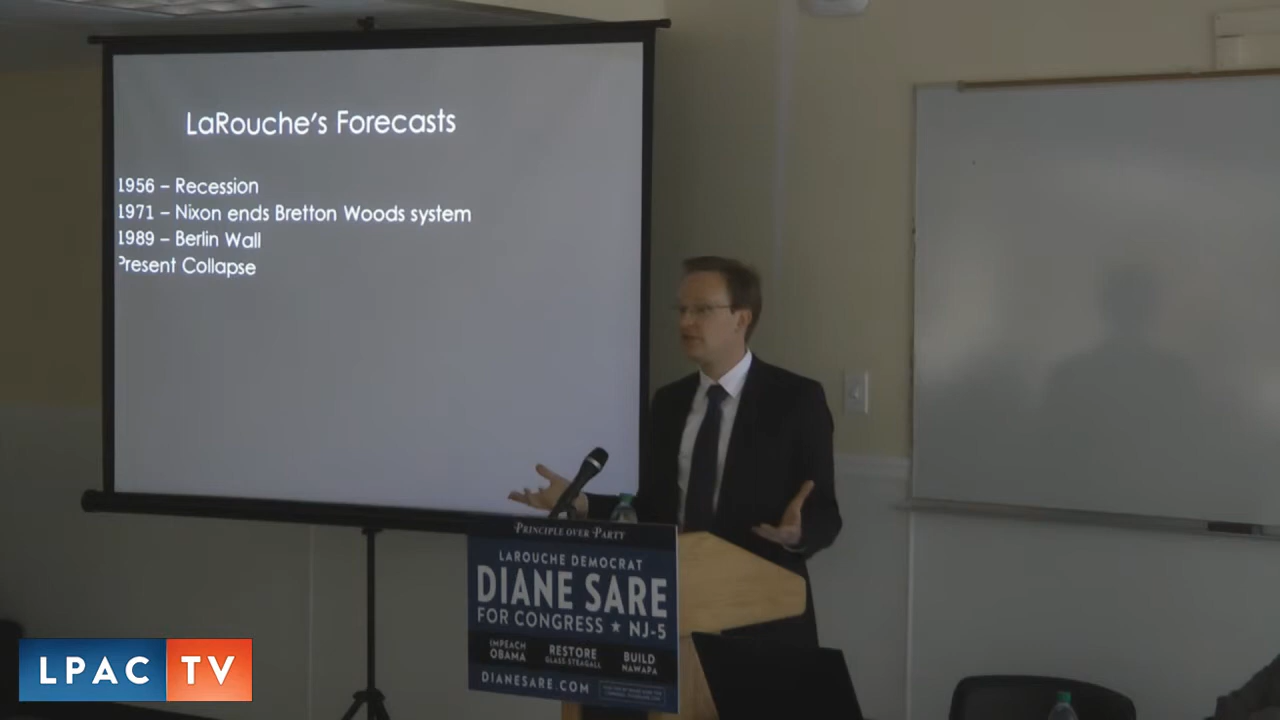 LaRouche's Forecasts
1956 – Recession
1971 – Nixon ends Bretton Woods system
1989 – Berlin Wall
Present Collapse
PRINCIPLE OVER PARTY
LAROUCHE DEMOCRAT
DIANE SARE
FOR CONGRESS ★ NJ-5
IMPEACH OBAMA
RESTORE GLASS STEAGALL
BUILD NAWAPA
DIANESARE.COM
LPAC TV